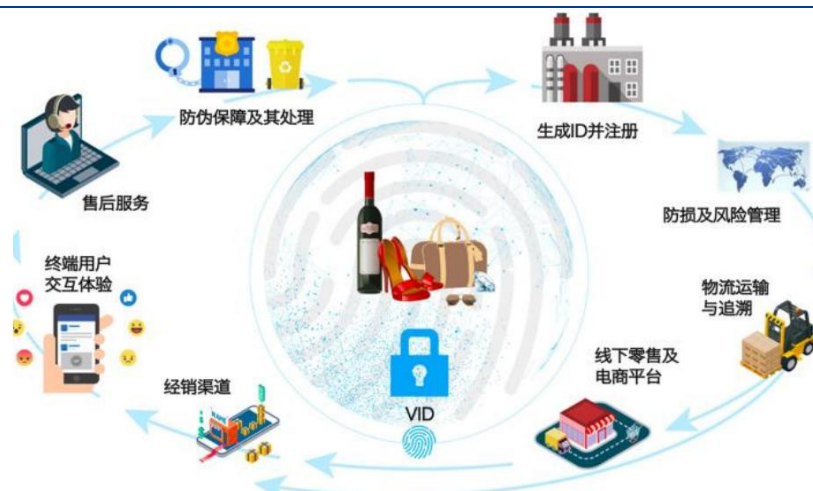 防伪保障及其处理
生成ID并注册
售后服务
防损及风险管理
终端用户
交互体验
物流运输
与追溯
线下零售及
电商平台
经销渠道
VID